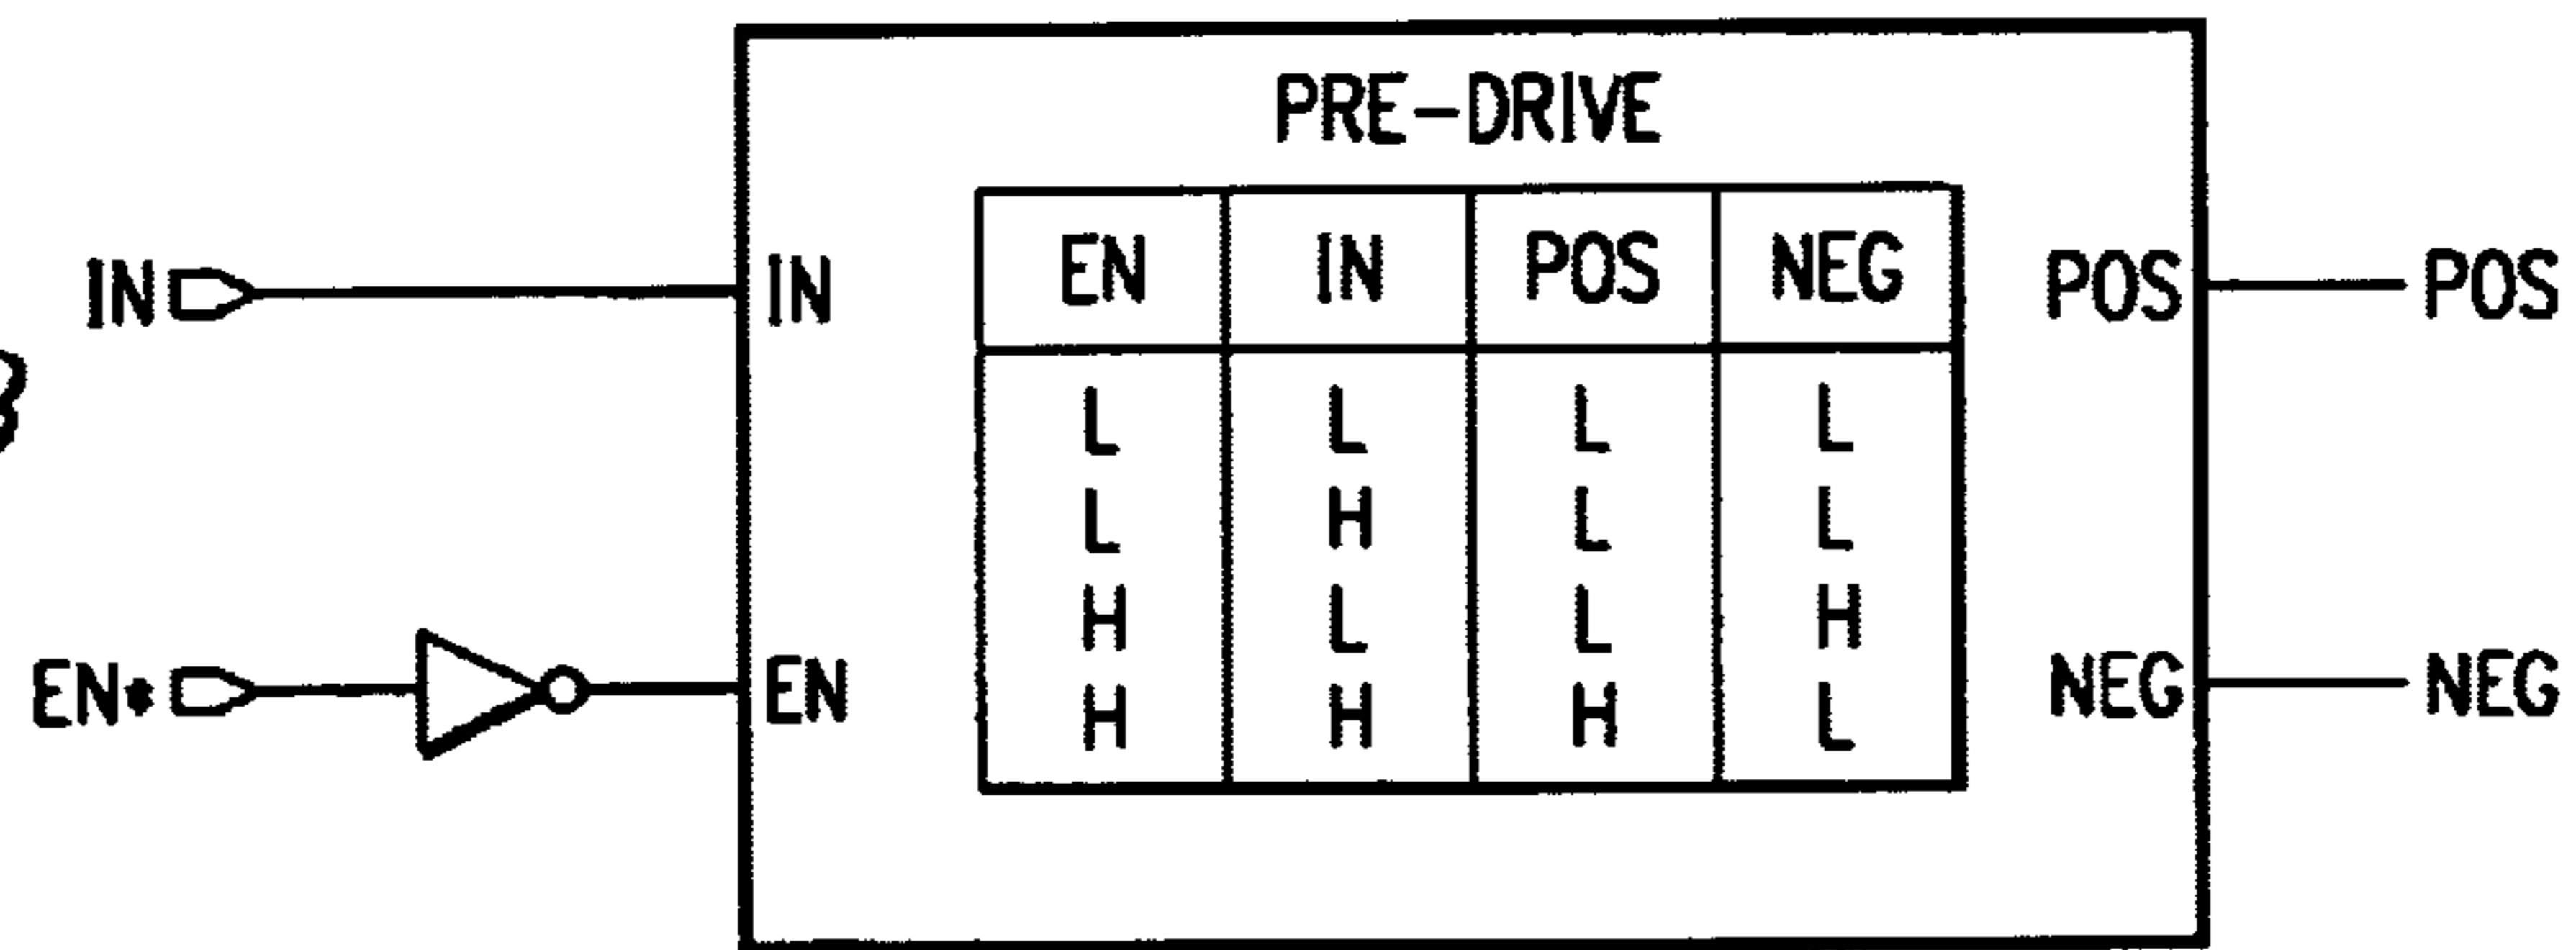 PRE-DRIVE
EN IN POS NEG
IN IN POS POS
L L L L
L H L L
H L L H
EN* EN NEG NEG
H H H L